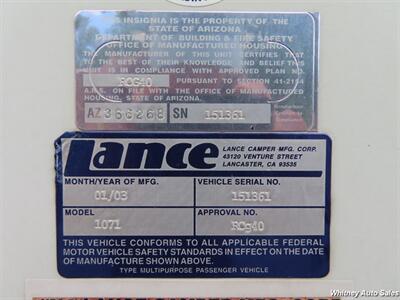 THIS INSIGNIA IS THE PROPERTY OF THE
STATE OF ARIZONA
DEPARTMENT OF BUILDING & FIRE SAFETY
OFFICE OF MANUFACTURED HOUSING
THE MANUFACTURER OF THIS UNIT CERTIFIES THAT
TO THE BEST OF THEIR KNOWLEDGE AND BELIEF THIS
UNIT IS IN COMPLIANCE WITH APPROVED PLAN NO.
RCg40 PURSUANT TO SECTION 41-2194
A.R.S. ON FILE WITH THE OFFICE OF MANUFACTURED
HOUSING, STATE OF ARIZONA.
AZ 366268 SN 151361
Lance
LANCE CAMPER MFG. CORP.
43120 VENTURE STREET
LANCASTER, CA 93535
MONTH/YEAR OF MFG. VEHICLE SERIAL NO.
01/03 151361
MODEL APPROVAL NO.
1071 RCg40
THIS VEHICLE CONFORMS TO ALL APPLICABLE FEDERAL
MOTOR VEHICLE SAFETY STANDARDS IN EFFECT ON THE DATE
OF MANUFACTURE SHOWN ABOVE.
TYPE MULTIPURPOSE PASSENGER VEHICLE
Whitney Auto Sales